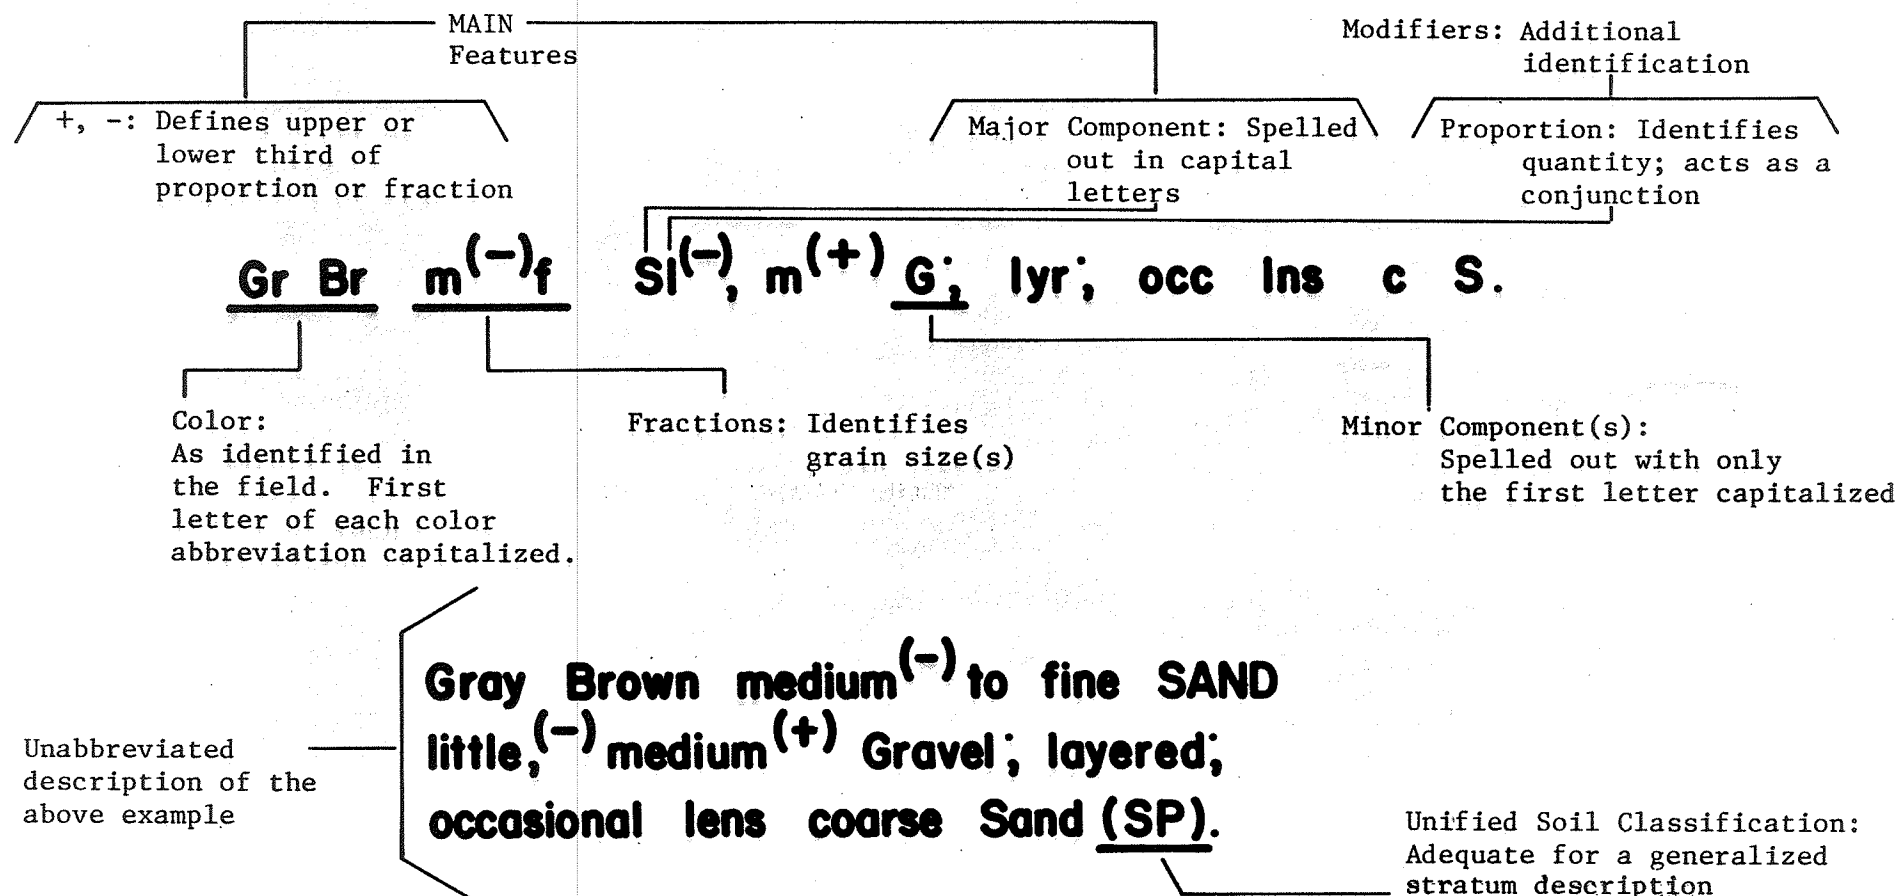 MAIN
Features
Modifiers: Additional
identification
+, -: Defines upper or
lower third of
proportion or fraction
Major Component: Spelled
out in capital
letters
Proportion: Identifies
quantity; acts as a
conjunction
Gr Br m(-)f Sl(-), m(+) G; lyr; occ lns c S.
Color:
As identified in
the field. First
letter of each color
abbreviation capitalized.
Fractions: Identifies
grain size(s)
Minor Component(s):
Spelled out with only
the first letter capitalized
Unabbreviated
description of the
above example
Gray Brown medium(-) to fine SAND
little,(-) medium(+) Gravel; layered;
occasional lens coarse Sand (SP).
Unified Soil Classification:
Adequate for a generalized
stratum description